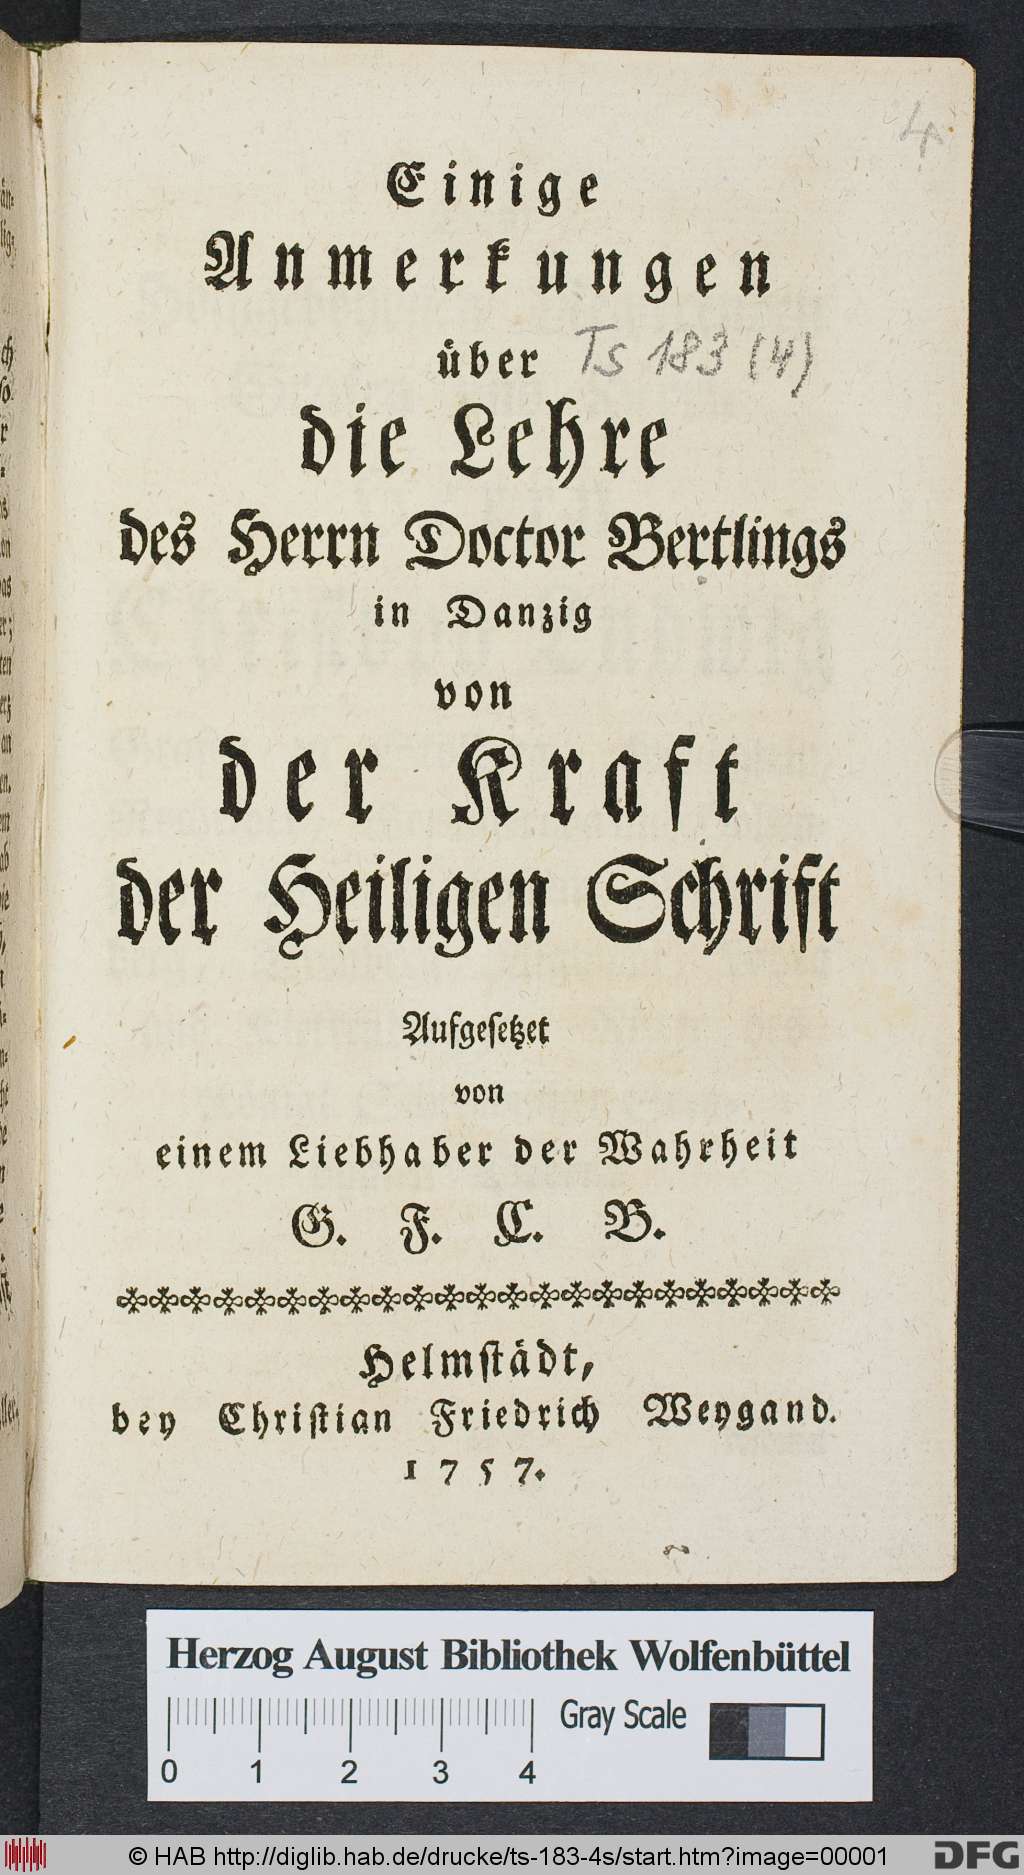 4
Einige
Anmerkungen
über Ts 183 (4)
die Lehre
des Herrn Doctor Bertlings
in Danzig
von
der Kraft
der Heiligen Schrift
Aufgeſetzet
von
einem Liebhaber der Wahrheit
G. F. C. B.
Helmſtädt,
bey Chriſtian Friedrich Weygand.
1757.
Herzog August Bibliothek Wolfenbüttel
Gray Scale
0 1 2 3 4
© HAB http://diglib.hab.de/drucke/ts-183-4s/start.htm?image=00001
DFG